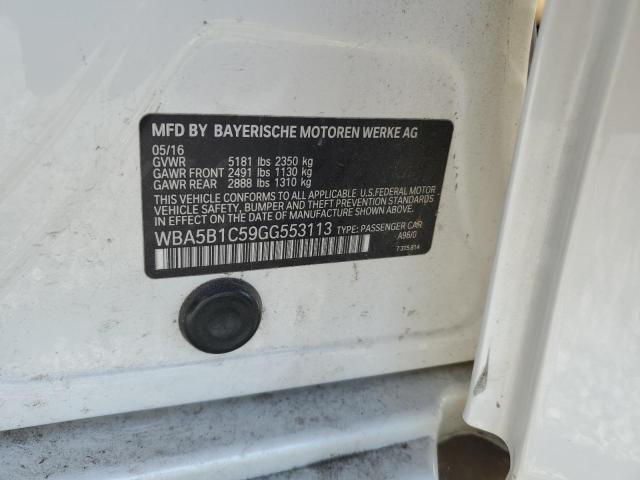 MFD BY BAYERISCHE MOTOREN WERKE AG
05/16
GVWR 5181 lbs 2350 kg
GAWR FRONT 2491 lbs 1130 kg
GAWR REAR 2888 lbs 1310 kg
THIS VEHICLE CONFORMS TO ALL APPLICABLE U.S.FEDERAL MOTOR
VEHICLE SAFETY, BUMPER, AND THEFT PREVENTION STANDARDS
IN EFFECT ON THE DATE OF MANUFACTURE SHOWN ABOVE.
WBA5B1C59GG553113 TYPE: PASSENGER CAR
A96/0
7315814